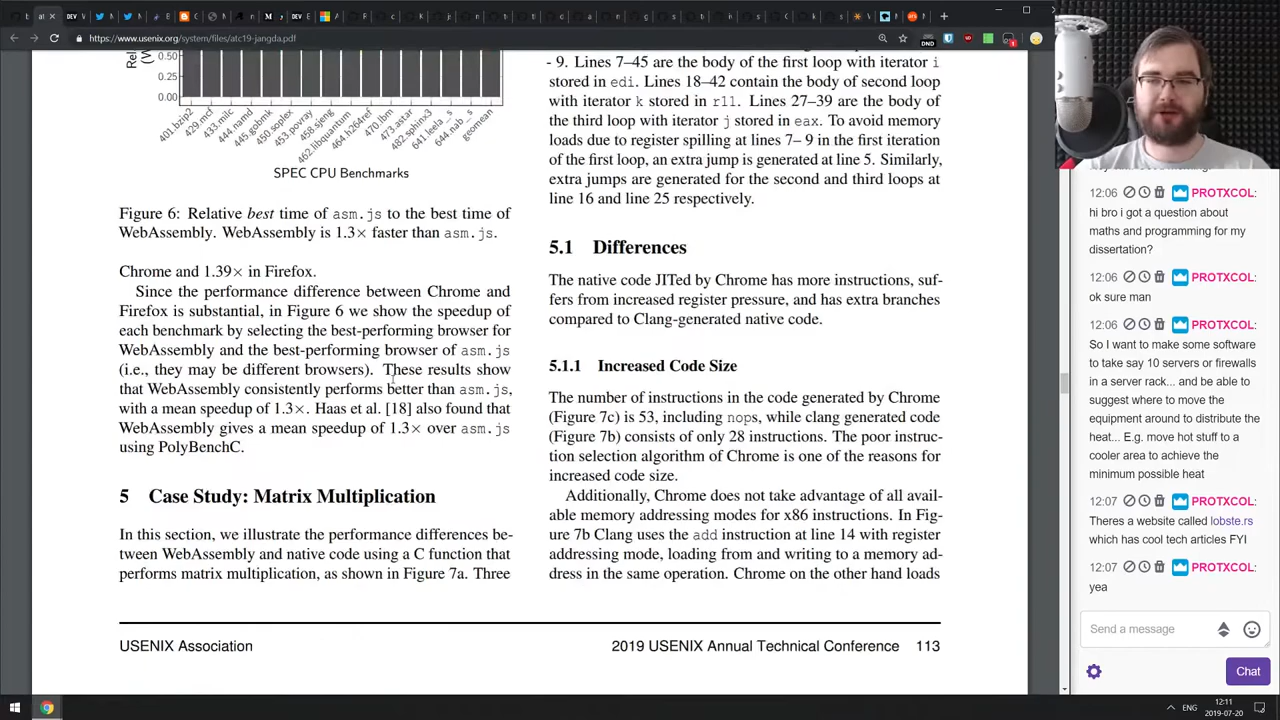 https://www.usenix.org/system/files/atc19-jangda.pdf
DND
0.50
0.25
0.00
401.bzip2
429.mcf
433.milc
444.namd
445.gobmk
450.soplex
453.povray
458.sjeng
462.libquantum
464.h264ref
470.lbm
473.astar
482.sphinx3
641.leela_s
644.nab_s
geomean
SPEC CPU Benchmarks
Figure 6: Relative best time of asm.js to the best time of
WebAssembly. WebAssembly is 1.3× faster than asm.js.
Chrome and 1.39× in Firefox.
Since the performance difference between Chrome and
Firefox is substantial, in Figure 6 we show the speedup of
each benchmark by selecting the best-performing browser for
WebAssembly and the best-performing browser of asm.js
(i.e., they may be different browsers). These results show
that WebAssembly consistently performs better than asm.js,
with a mean speedup of 1.3×. Haas et al. [18] also found that
WebAssembly gives a mean speedup of 1.3× over asm.js
using PolyBenchC.
5 Case Study: Matrix Multiplication
In this section, we illustrate the performance differences be-
tween WebAssembly and native code using a C function that
performs matrix multiplication, as shown in Figure 7a. Three
- 9. Lines 7–45 are the body of the first loop with iterator i
stored in edi. Lines 18–42 contain the body of second loop
with iterator k stored in r11. Lines 27–39 are the body of
the third loop with iterator j stored in eax. To avoid memory
loads due to register spilling at lines 7– 9 in the first iteration
of the first loop, an extra jump is generated at line 5. Similarly,
extra jumps are generated for the second and third loops at
line 16 and line 25 respectively.
5.1 Differences
The native code JITed by Chrome has more instructions, suf-
fers from increased register pressure, and has extra branches
compared to Clang-generated native code.
5.1.1 Increased Code Size
The number of instructions in the code generated by Chrome
(Figure 7c) is 53, including nops, while clang generated code
(Figure 7b) consists of only 28 instructions. The poor instruc-
tion selection algorithm of Chrome is one of the reasons for
increased code size.
Additionally, Chrome does not take advantage of all avail-
able memory addressing modes for x86 instructions. In Fig-
ure 7b Clang uses the add instruction at line 14 with register
addressing mode, loading from and writing to a memory ad-
dress in the same operation. Chrome on the other hand loads
USENIX Association
2019 USENIX Annual Technical Conference 113
12:06 PROTXCOL:
hi bro i got a question about
maths and programming for my
dissertation?
12:06 PROTXCOL:
ok sure man
12:06 PROTXCOL:
So I want to make some software
to take say 10 servers or firewalls
in a server rack... and be able to
suggest where to move the
equipment around to distribute the
heat... E.g. move hot stuff to a
cooler area to achieve the
minimum possible heat
12:07 PROTXCOL:
Theres a website called lobste.rs
which has cool tech articles FYI
12:07 PROTXCOL:
yea
Send a message
Chat
ENG
12:11
2019-07-20